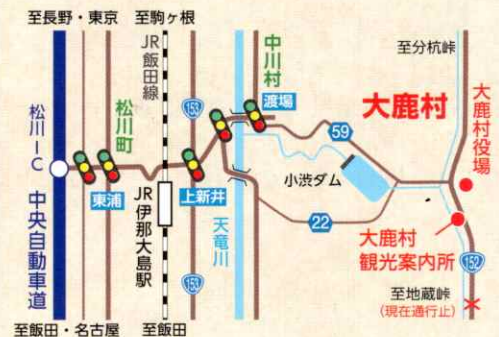 至長野・東京
至駒ヶ根
JR飯田線
153
中川村
渡場
至分杭峠
大鹿村
大鹿村役場
松川IC
中央自動車道
松川町
東浦
上新井
JR伊那大島駅
天竜川
59
小渋ダム
22
大鹿村
観光案内所
152
153
至地蔵峠
(現在通行止)
至飯田・名古屋
至飯田